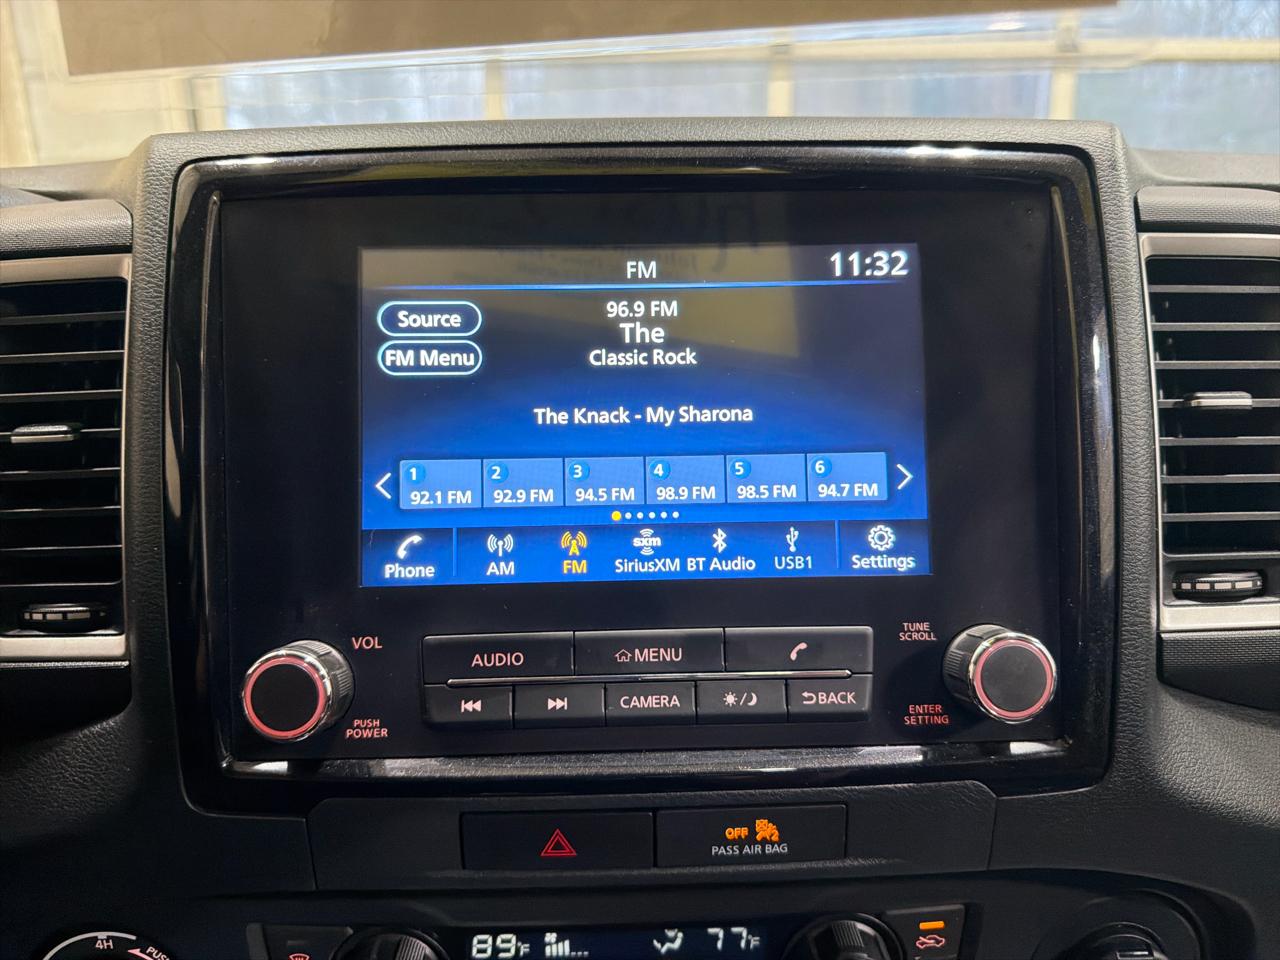 FM
11:32
Source
FM Menu
96.9 FM
The
Classic Rock
The Knack - My Sharona
1
92.1 FM
2
92.9 FM
3
94.5 FM
4
98.9 FM
5
98.5 FM
6
94.7 FM
Phone
AM
FM
sxm
SiriusXM
BT Audio
USB1
Settings
VOL
PUSH
POWER
AUDIO
MENU
CAMERA
BACK
TUNE
SCROLL
ENTER
SETTING
OFF
2
PASS AIR BAG
4H
89°F
77°F